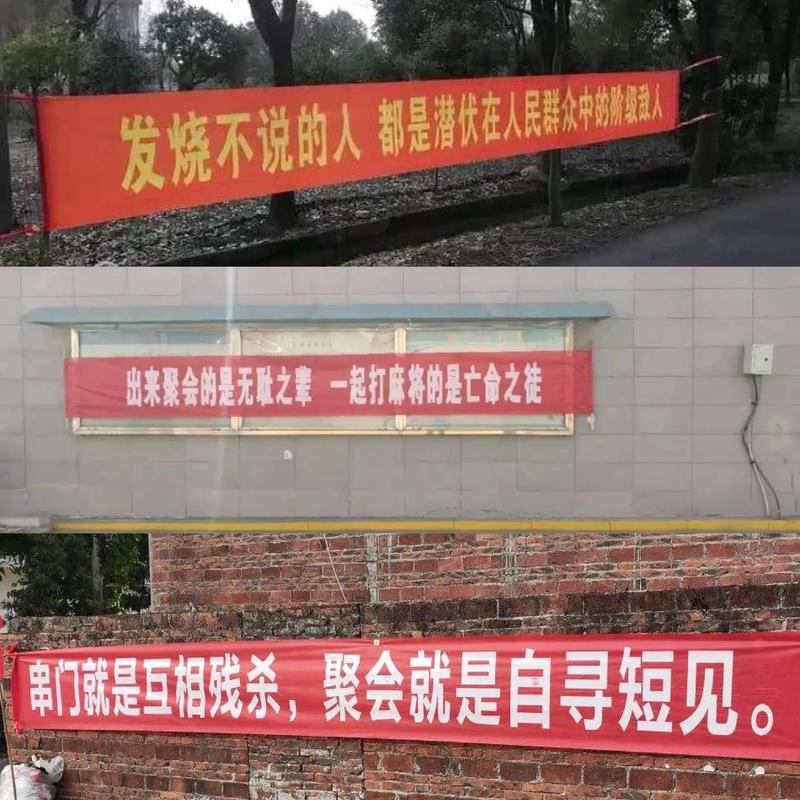 发烧不说的人 都是潜伏在人民群众中的阶级敌人
出来聚会的是无耻之辈 一起打麻将的是亡命之徒
串门就是互相残杀，聚会就是自寻短见。